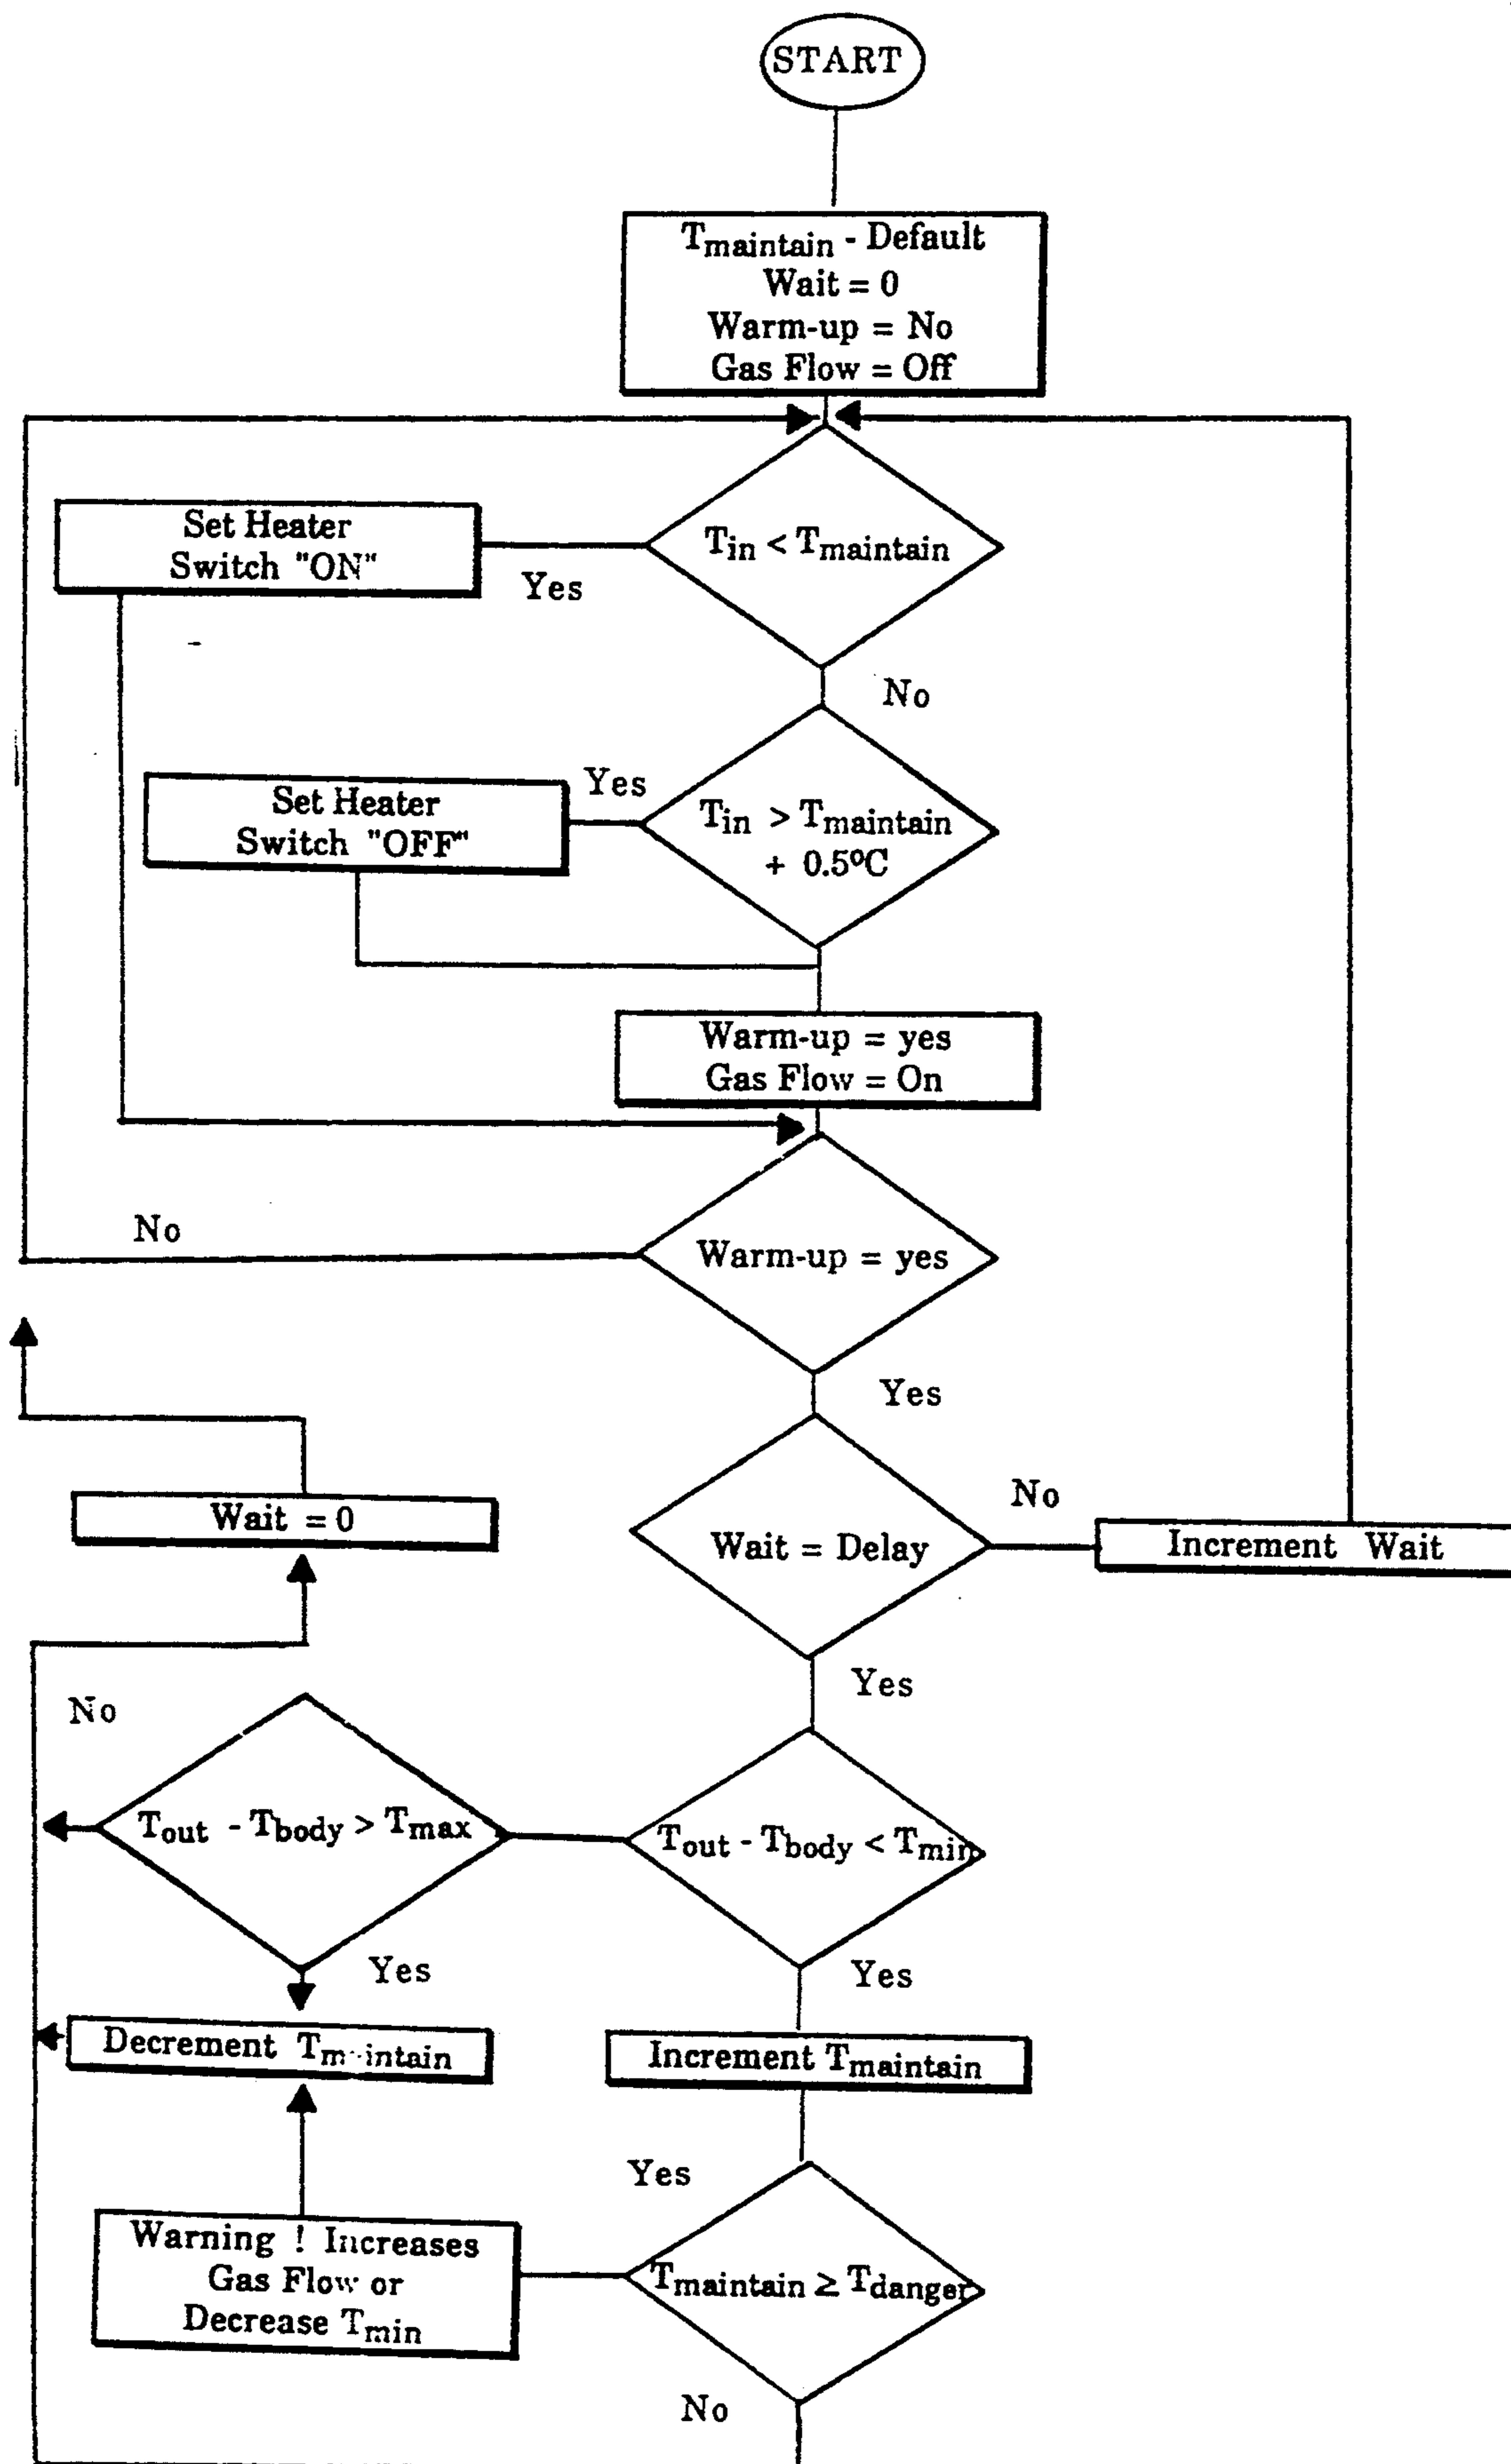 START
Tmaintain - Default
Wait = 0
Warm-up = No
Gas Flow = Off
Tin < Tmaintain
Set Heater
Switch "ON"
Yes
No
Tin > Tmaintain
+ 0.5ºC
Yes
Set Heater
Switch "OFF"
Warm-up = yes
Gas Flow = On
Warm-up = yes
No
Yes
Wait = Delay
No
Increment Wait
Wait = 0
Yes
No
Tout - Tbody > Tmax
Tout - Tbody < Tmin
Yes
Yes
Decrement Tm intain
Increment Tmaintain
Yes
Warning ! Increases
Gas Flow or
Decrease Tmin
Tmaintain ≥ Tdanger
No